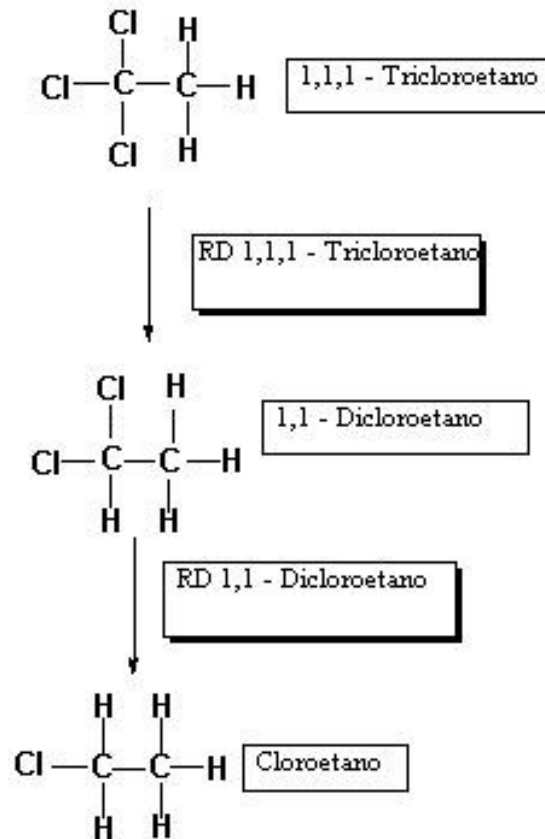 Cl H
Cl C C H
Cl H
1,1,1 - Tricloroetano
RD 1,1,1 - Tricloroetano
Cl H
Cl C C H
H H
1,1 - Dicloroetano
RD 1,1 - Dicloroetano
H H
Cl C C H
H H
Cloroetano